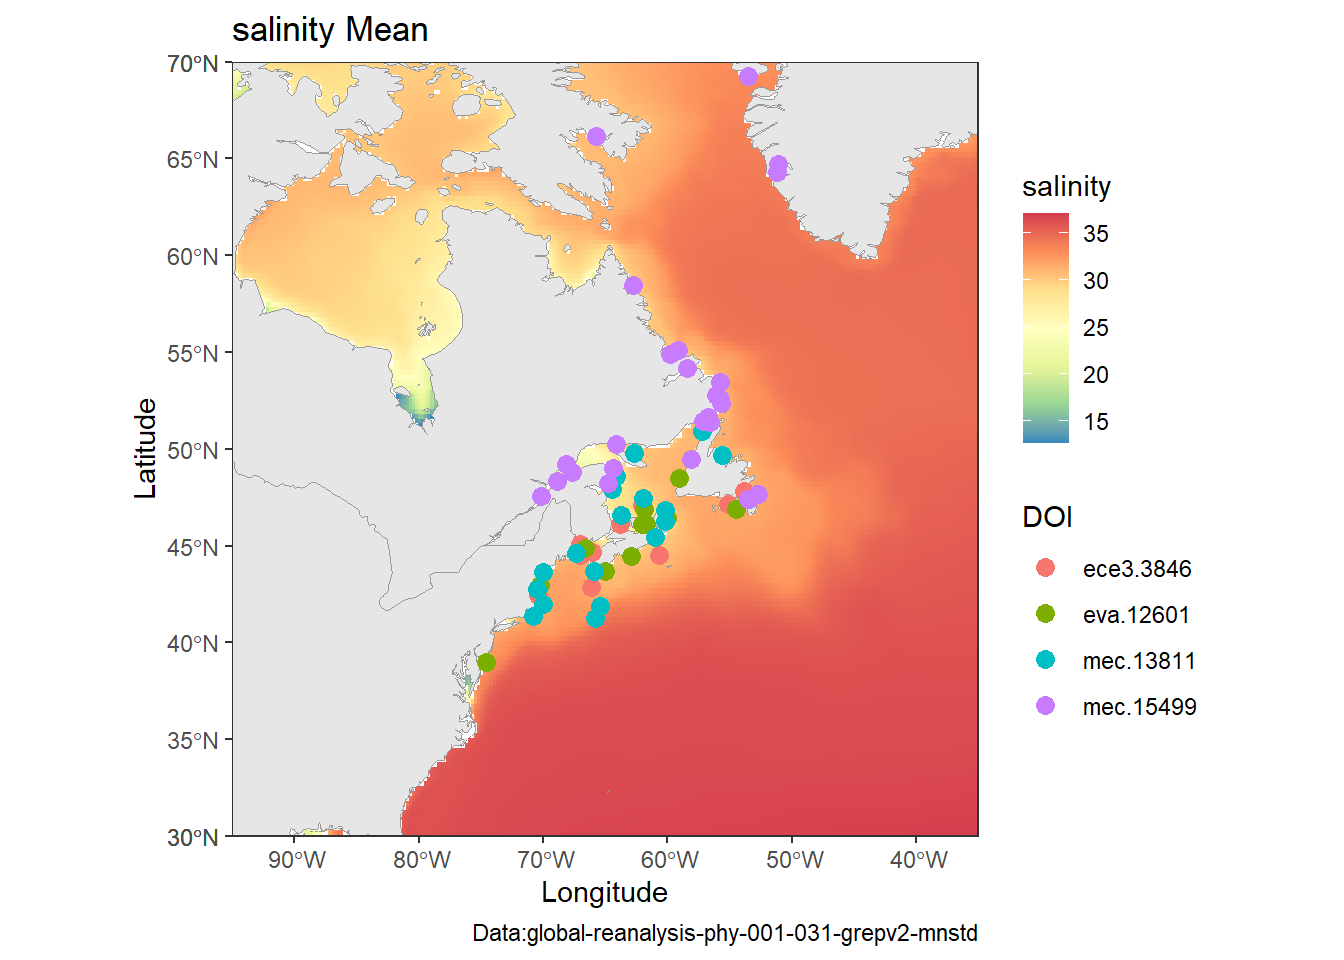 salinity Mean
70°N
65°N
60°N
55°N
50°N
45°N
40°N
35°N
30°N
Latitude
90°W
80°W
70°W
60°W
50°W
40°W
Longitude
Data:global-reanalysis-phy-001-031-grepv2-mnstd
salinity
35
30
25
20
15
DOI
ece3.3846
eva.12601
mec.13811
mec.15499